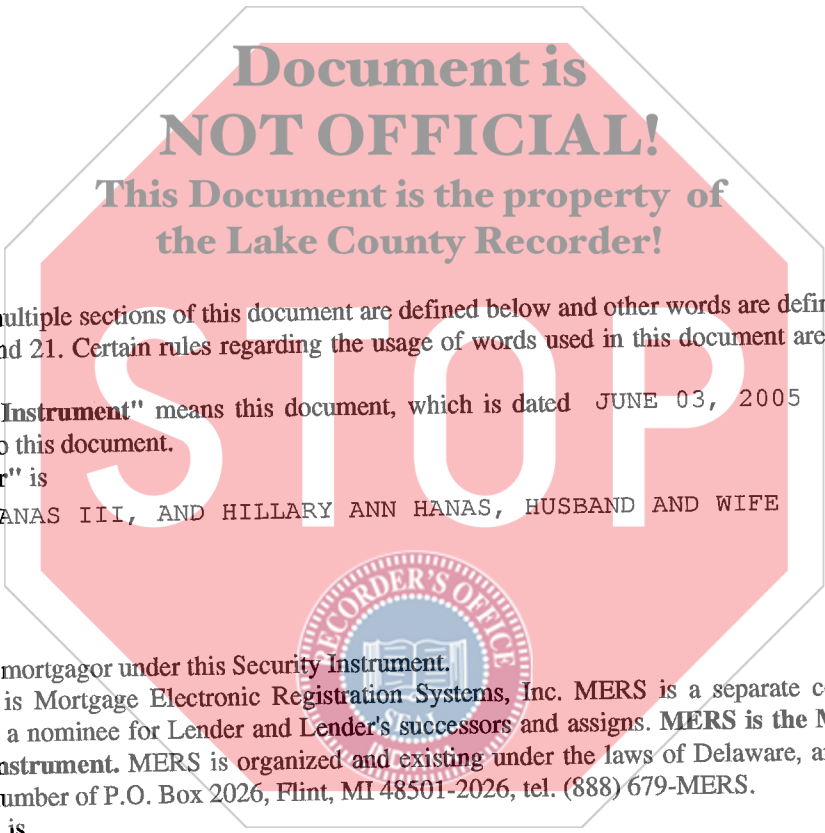 Document is
NOT OFFICIAL!
This Document is the property of
the Lake County Recorder!
ultiple sections of this document are defined below and other words are defin
nd 21. Certain rules regarding the usage of words used in this document are
Instrument" means this document, which is dated JUNE 03, 2005
o this document.
r" is
ANAS III, AND HILLARY ANN HANAS, HUSBAND AND WIFE
STOP
RECORDER'S OFFICE
mortgagor under this Security Instrument.
is Mortgage Electronic Registration Systems, Inc. MERS is a separate c
a nominee for Lender and Lender's successors and assigns. MERS is the M
nstrument. MERS is organized and existing under the laws of Delaware, a
umber of P.O. Box 2026, Flint, MI 48501-2026, tel. (888) 679-MERS.
is